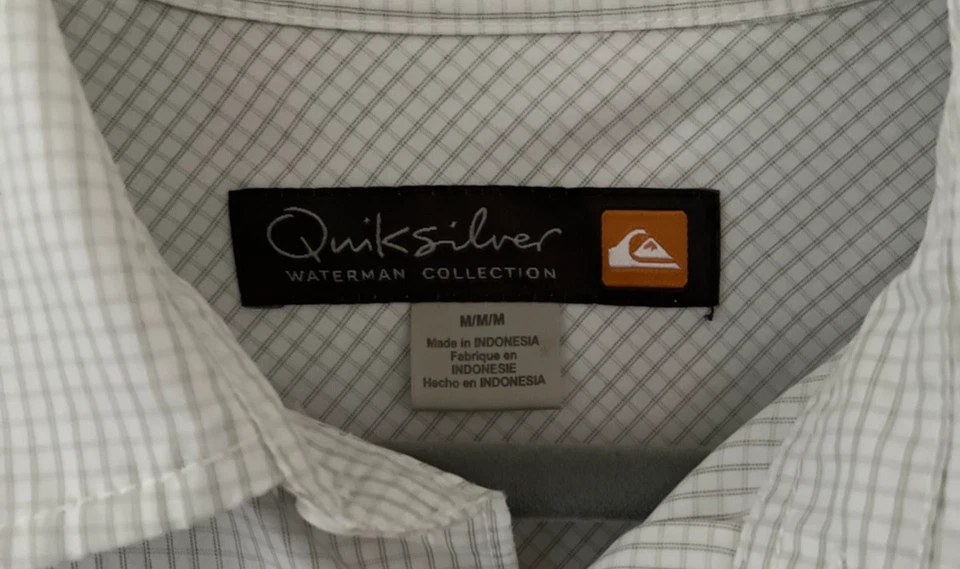 Quiksilver
WATERMAN COLLECTION
M/M/M
Made in INDONESIA
Fabrique en
INDONESIE
Hecho en INDONESIA